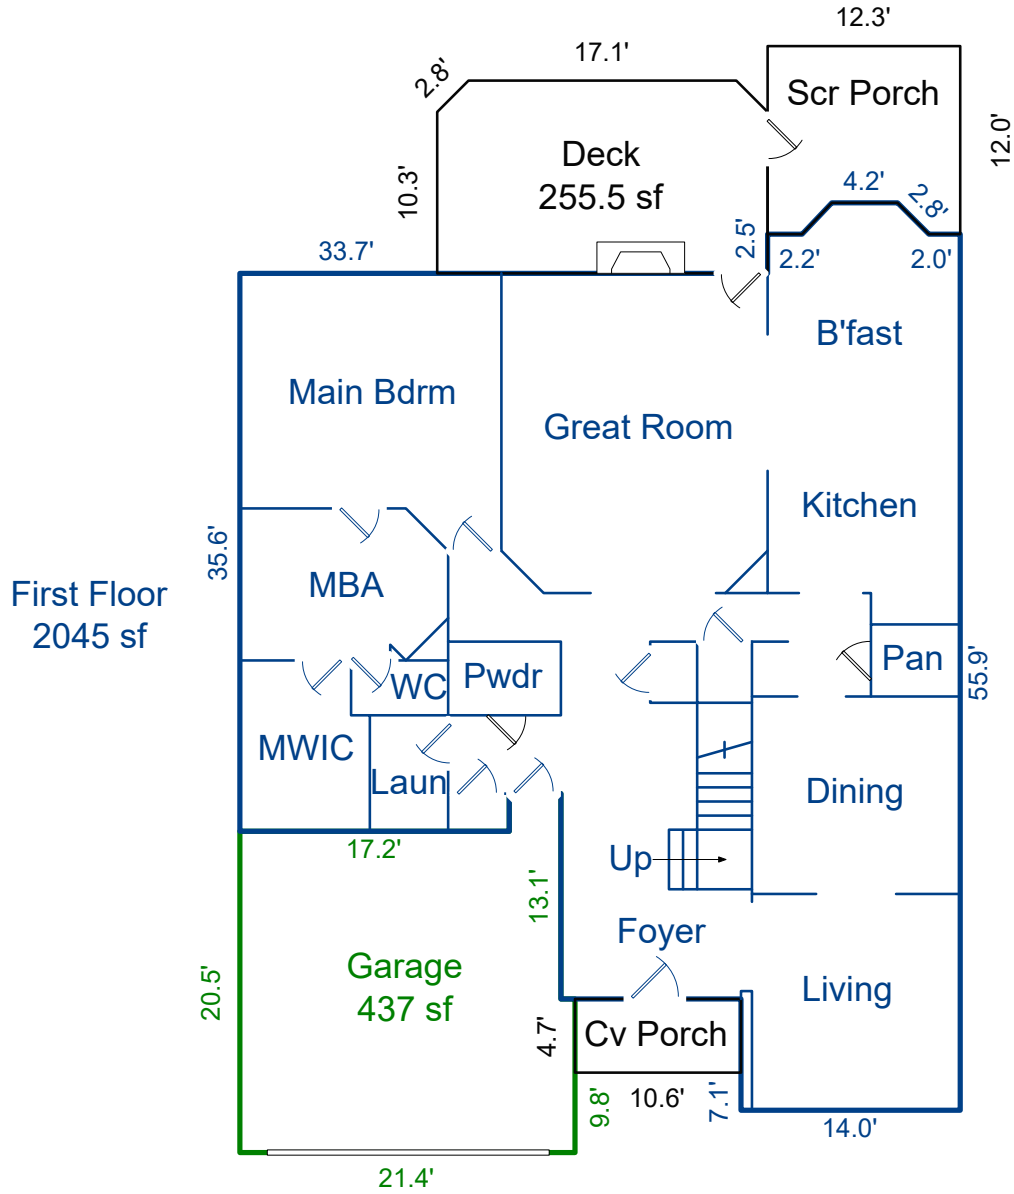 12.3'
17.1'
2.8'
Scr Porch
12.0'
Deck
255.5 sf
10.3'
4.2'
2.8'
2.5'
2.2'
2.0'
33.7'
B'fast
Main Bdrm
Great Room
Kitchen
35.6'
First Floor
2045 sf
MBA
Pan
55.9'
Pwdr
WC
MWIC
Laun
Dining
17.2'
Up
13.1'
Foyer
Garage
437 sf
20.5'
Living
4.7'
Cv Porch
9.8'
10.6'
7.1'
14.0'
21.4'